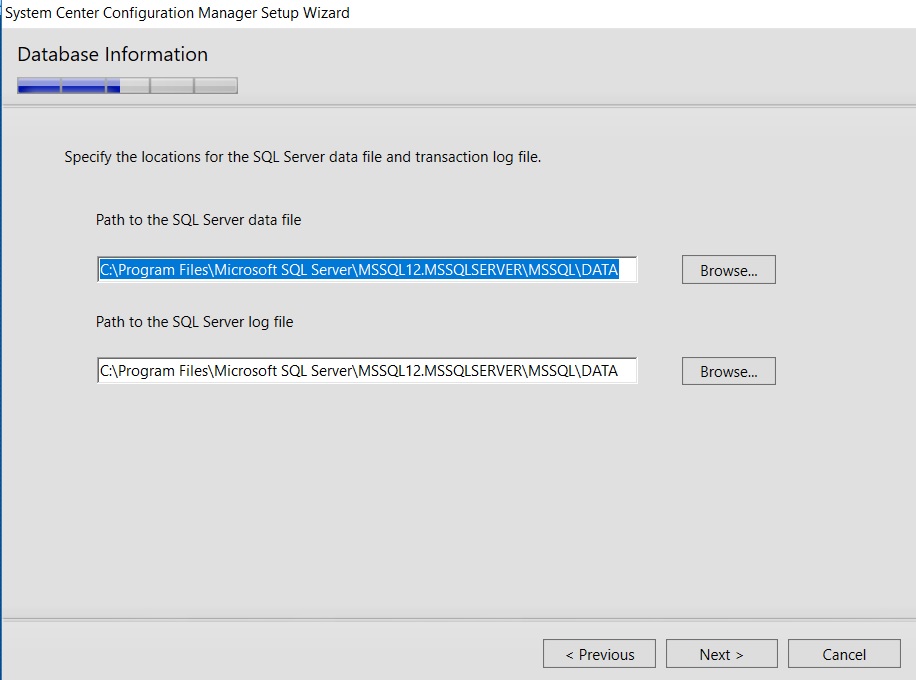 System Center Configuration Manager Setup Wizard
Database Information
Specify the locations for the SQL Server data file and transaction log file.
Path to the SQL Server data file
C:\Program Files\Microsoft SQL Server\MSSQL12.MSSQLSERVER\MSSQL\DATA
Browse...
Path to the SQL Server log file
C:\Program Files\Microsoft SQL Server\MSSQL12.MSSQLSERVER\MSSQL\DATA
Browse...
< Previous
Next >
Cancel